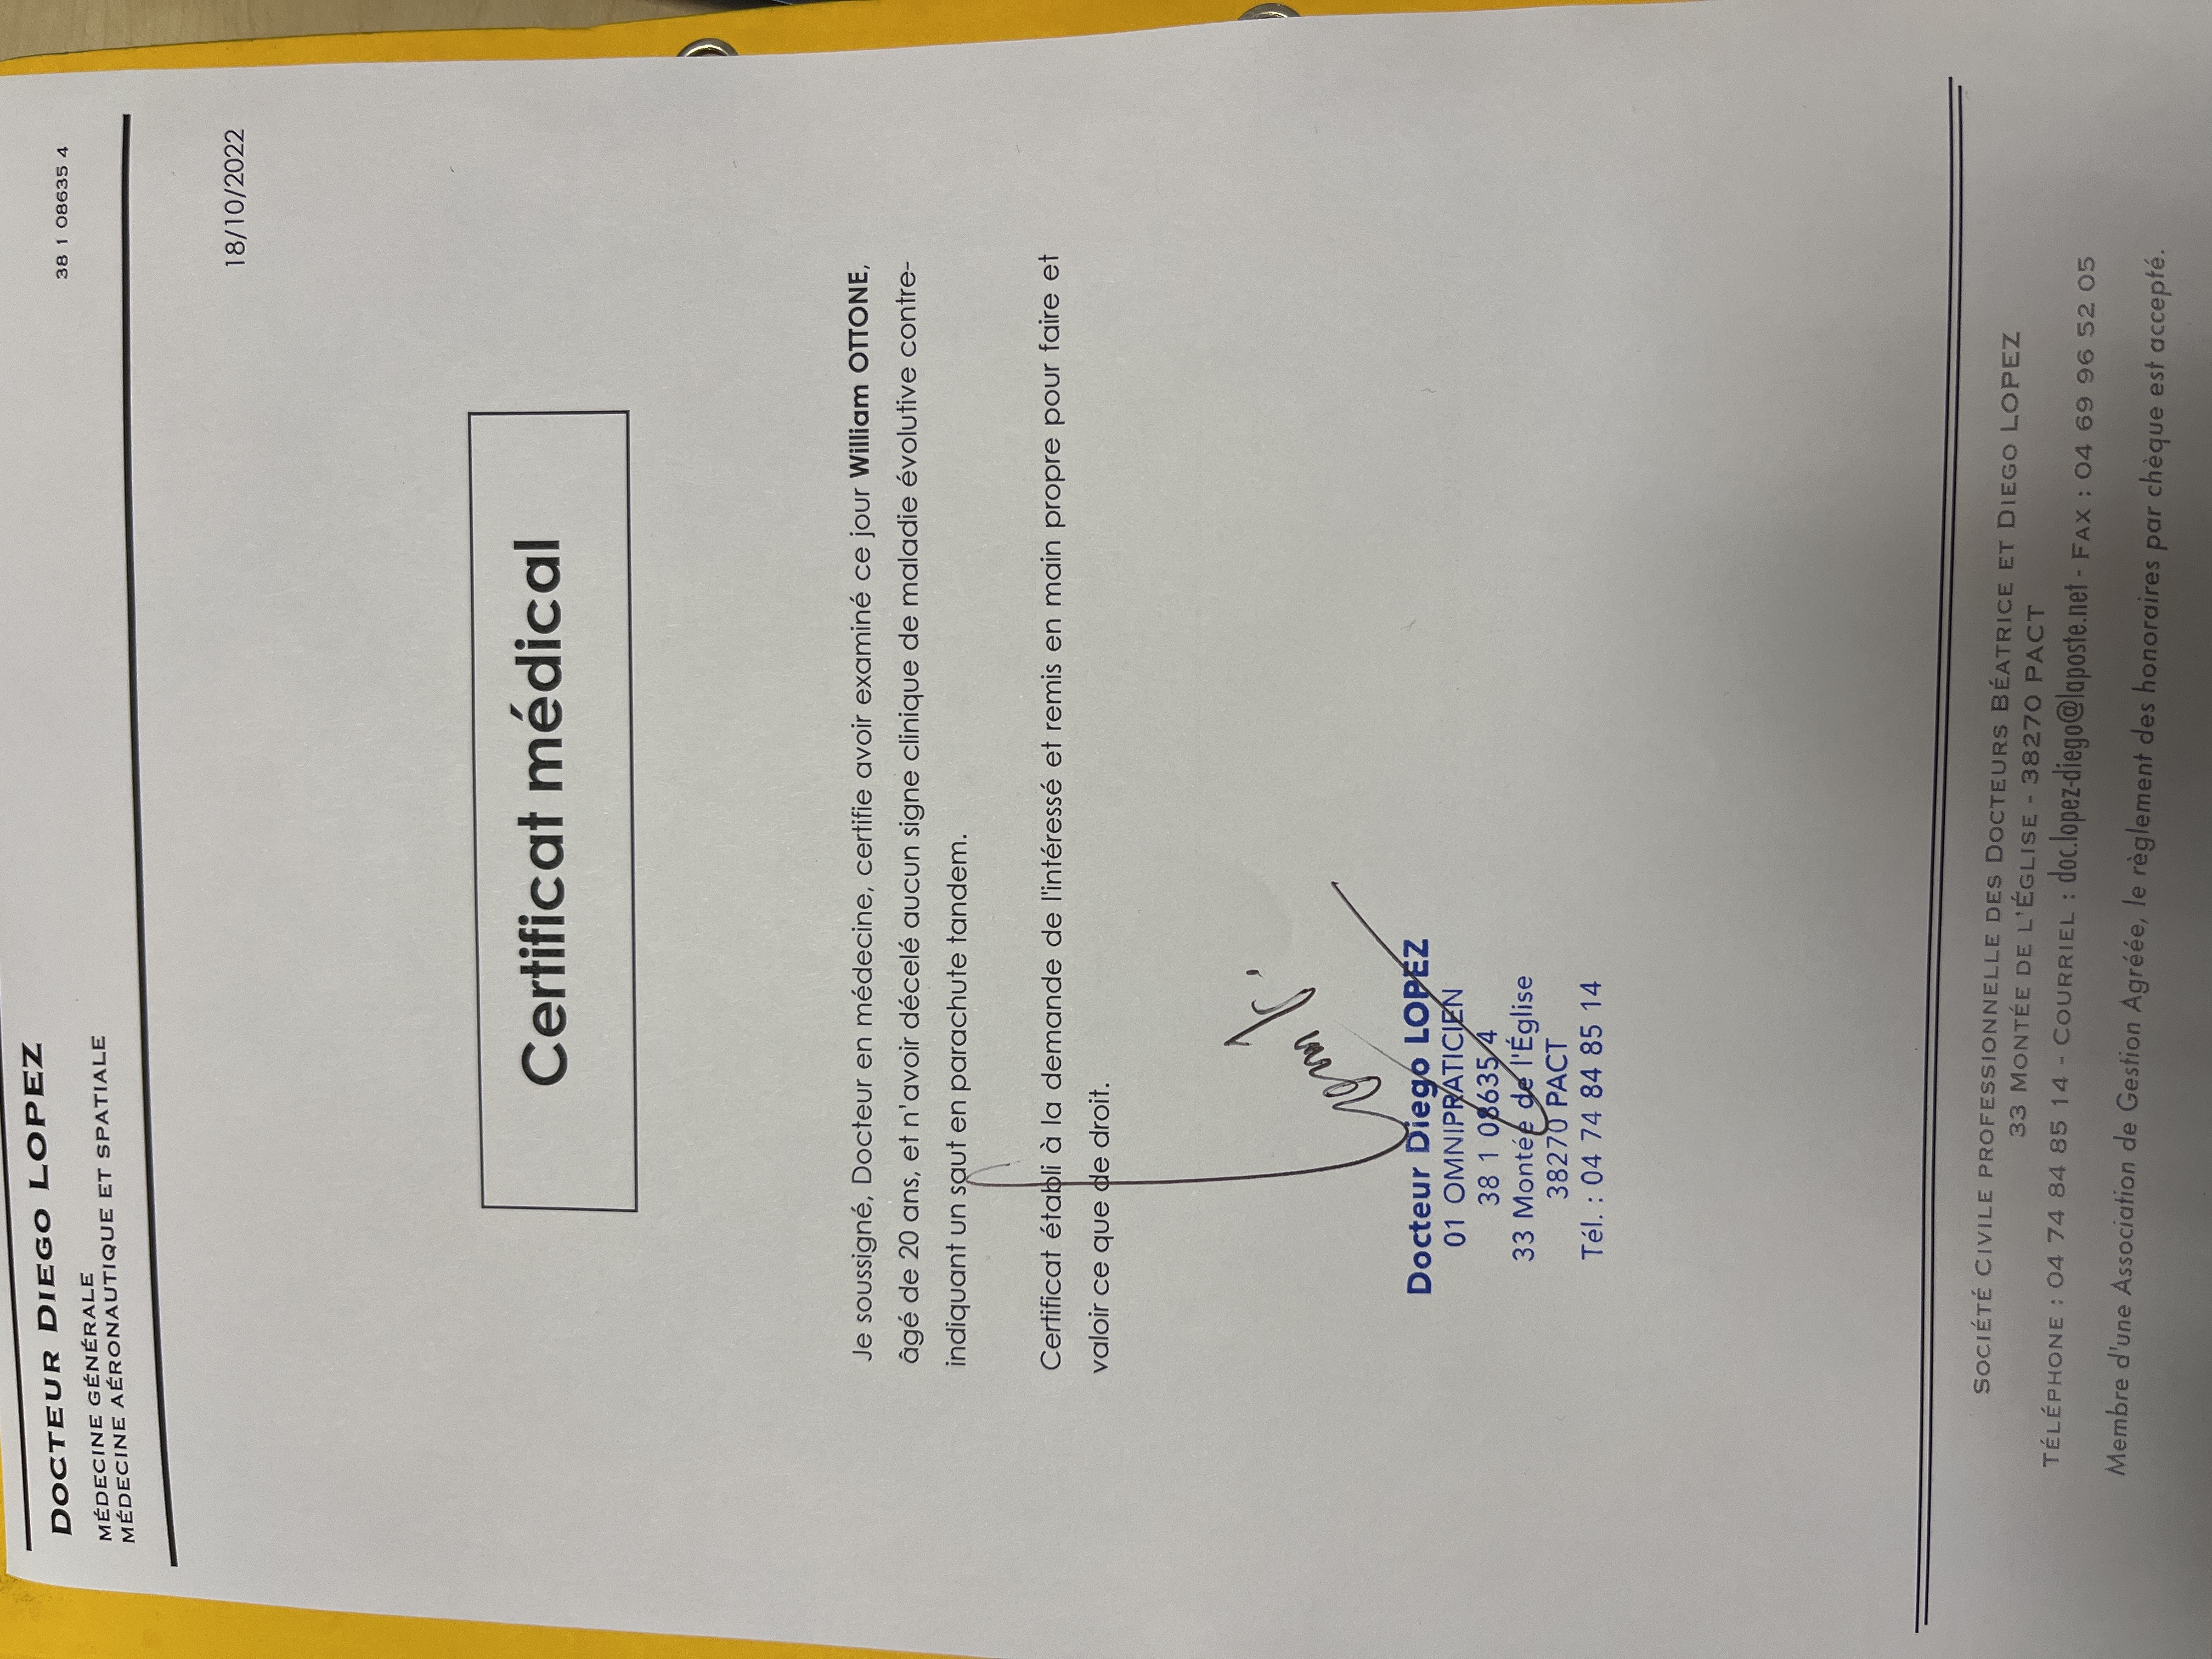 DOCTEUR DIEGO LOPEZ
MÉDECINE GÉNÉRALE
MÉDECINE AÉRONAUTIQUE ET SPATIALE
38 1 08635 4
18/10/2022
Certificat médical
Je soussigné, Docteur en médecine, certifie avoir examiné ce jour William OTTONE,
âgé de 20 ans, et n'avoir décelé aucun signe clinique de maladie évolutive contre-
indiquant un saut en parachute tandem.
Certificat établi à la demande de l'intéressé et remis en main propre pour faire et
valoir ce que de droit.
Docteur Diego LOPEZ
01 OMNIPRATICIEN
38 1 08635 4
33 Montée de l'Église
38270 PACT
Tél. : 04 74 84 85 14
SOCIÉTÉ CIVILE PROFESSIONNELLE DES DOCTEURS BÉATRICE ET DIEGO LOPEZ
33 MONTÉE DE L'ÉGLISE - 38270 PACT
TÉLÉPHONE : 04 74 84 85 14 - COURRIEL : doc.lopez-diego@laposte.net - FAX : 04 69 96 52 05
Membre d'une Association de Gestion Agréée, le règlement des honoraires par chèque est accepté.